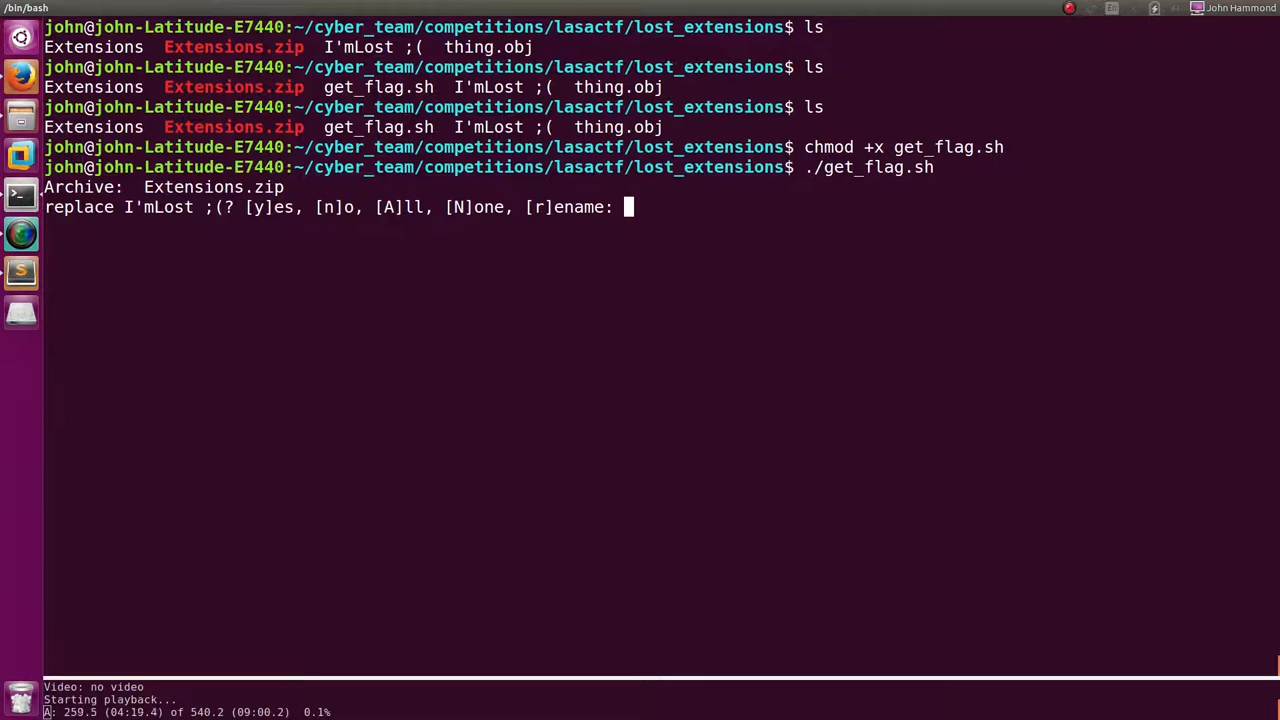 /bin/bash
En
John Hammond
john@john-Latitude-E7440:~/cyber_team/competitions/lasactf/lost_extensions$ ls
Extensions  Extensions.zip  I'mLost ;(  thing.obj
john@john-Latitude-E7440:~/cyber_team/competitions/lasactf/lost_extensions$ ls
Extensions  Extensions.zip  get_flag.sh  I'mLost ;(  thing.obj
john@john-Latitude-E7440:~/cyber_team/competitions/lasactf/lost_extensions$ ls
Extensions  Extensions.zip  get_flag.sh  I'mLost ;(  thing.obj
john@john-Latitude-E7440:~/cyber_team/competitions/lasactf/lost_extensions$ chmod +x get_flag.sh
john@john-Latitude-E7440:~/cyber_team/competitions/lasactf/lost_extensions$ ./get_flag.sh
Archive:  Extensions.zip
replace I'mLost ;(? [y]es, [n]o, [A]ll, [N]one, [r]ename:
Video: no video
Starting playback...
A: 259.5 (04:19.4) of 540.2 (09:00.2)  0.1%